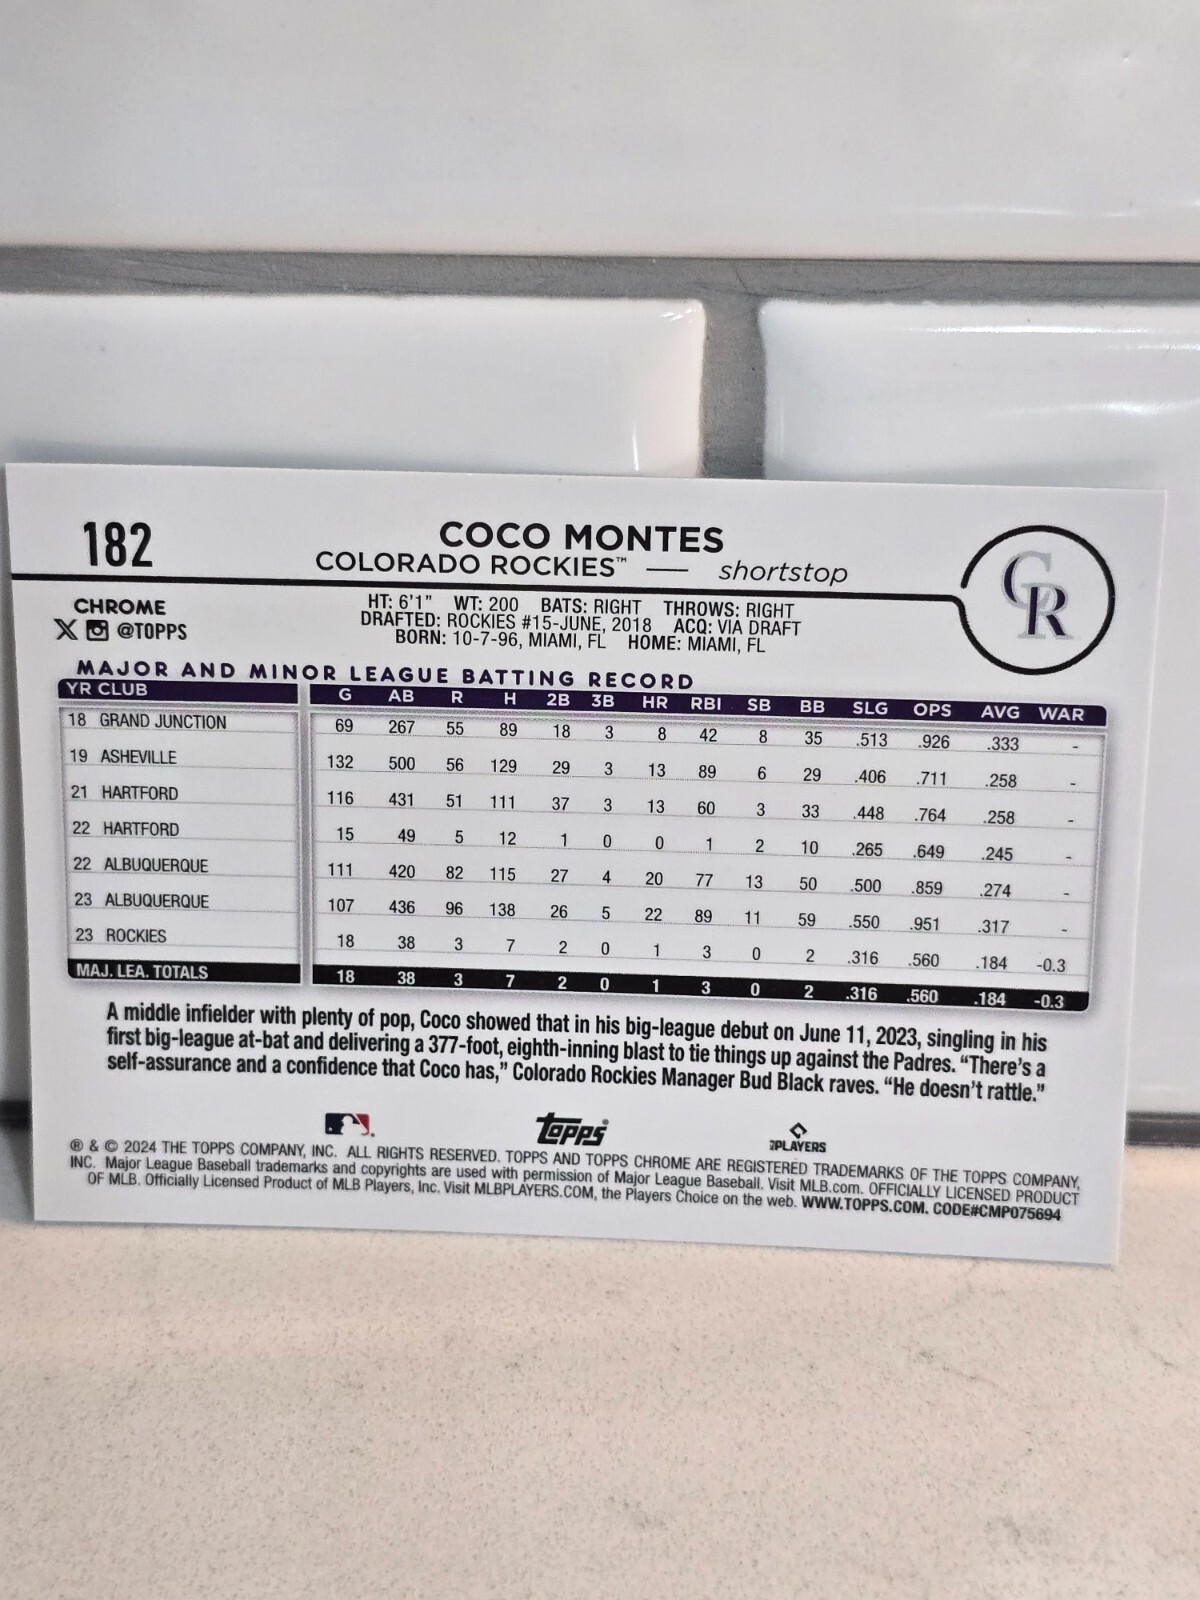 182
COCO MONTES
COLORADO ROCKIES™ — shortstop
CR
CHROME
X @TOPPS
HT: 6'1" WT: 200 BATS: RIGHT THROWS: RIGHT
DRAFTED: ROCKIES #15-JUNE, 2018 ACQ: VIA DRAFT
BORN: 10-7-96, MIAMI, FL HOME: MIAMI, FL
MAJOR AND MINOR LEAGUE BATTING RECORD
YR CLUB G AB R H 2B 3B HR RBI SB BB SLG OPS AVG WAR
18 GRAND JUNCTION 69 267 55 89 18 3 8 42 8 35 .513 .926 .333 -
19 ASHEVILLE 132 500 56 129 29 3 13 89 6 29 .406 .711 .258 -
21 HARTFORD 116 431 51 111 37 3 13 60 3 33 .448 .764 .258 -
22 HARTFORD 15 49 5 12 1 0 0 1 2 10 .265 .649 .245 -
22 ALBUQUERQUE 111 420 82 115 27 4 20 77 13 50 .500 .859 .274 -
23 ALBUQUERQUE 107 436 96 138 26 5 22 89 11 59 .550 .951 .317 -
23 ROCKIES 18 38 3 7 2 0 1 3 0 2 .316 .560 .184 -0.3
MAJ. LEA. TOTALS 18 38 3 7 2 0 1 3 0 2 .316 .560 .184 -0.3
A middle infielder with plenty of pop, Coco showed that in his big-league debut on June 11, 2023, singling in his
first big-league at-bat and delivering a 377-foot, eighth-inning blast to tie things up against the Padres. “There’s a
self-assurance and a confidence that Coco has,” Colorado Rockies Manager Bud Black raves. “He doesn’t rattle.”
topps
PLAYERS
® & © 2024 THE TOPPS COMPANY, INC. ALL RIGHTS RESERVED. TOPPS AND TOPPS CHROME ARE REGISTERED TRADEMARKS OF THE TOPPS COMPANY,
INC. Major League Baseball trademarks and copyrights are used with permission of Major League Baseball. Visit MLB.com. OFFICIALLY LICENSED PRODUCT
OF MLB. Officially Licensed Product of MLB Players, Inc. Visit MLBPLAYERS.COM, the Players Choice on the web. WWW.TOPPS.COM. CODE#CMP075694